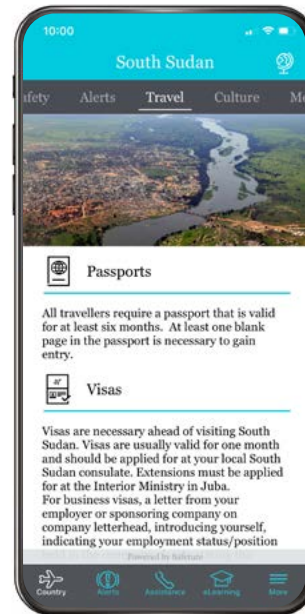 10:00
South Sudan
afety Alerts Travel Culture Me
Passports
All travellers require a passport that is valid
for at least six months. At least one blank
page in the passport is necessary to gain
entry.
Visas
Visas are necessary ahead of visiting South
Sudan. Visas are usually valid for one month
and should be applied for at your local South
Sudan consulate. Extensions must be applied
for at the Interior Ministry in Juba.
For business visas, a letter from your
employer or sponsoring company on
company letterhead, introducing yourself,
indicating your employment status/position
Powered by Safeture
Country Alerts Assistance eLearning More